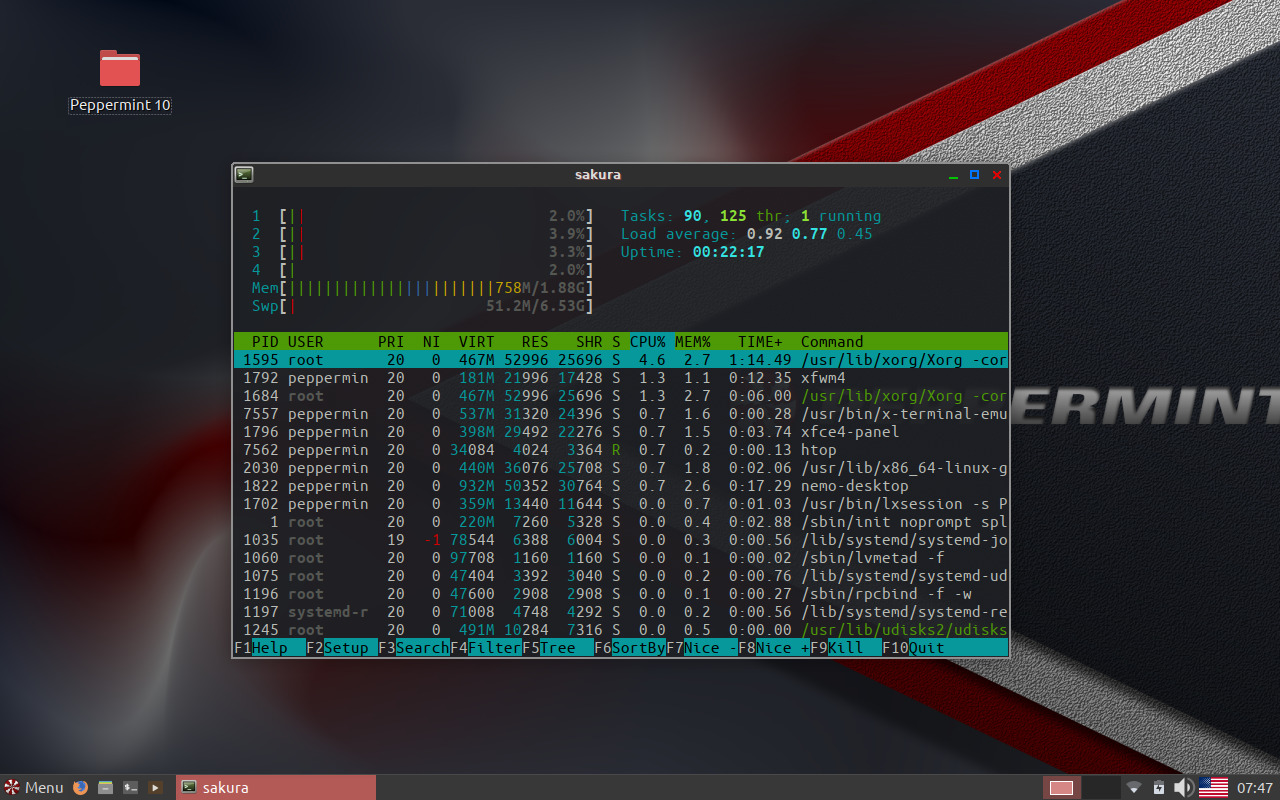 Peppermint 10
sakura
1 [|| 2.0%] Tasks: 90, 125 thr; 1 running
2 [|| 3.9%] Load average: 0.92 0.77 0.45
3 [|| 3.3%] Uptime: 00:22:17
4 [| 2.0%]
Mem[|||||||||||||||||||||||758M/1.88G]
Swp[| 51.2M/6.53G]
PID USER PRI NI VIRT RES SHR S CPU% MEM% TIME+ Command
1595 root 20 0 467M 52996 25696 S 4.6 2.7 1:14.49 /usr/lib/xorg/Xorg -cor
1792 peppermin 20 0 181M 21996 17428 S 1.3 1.1 0:12.35 xfwm4
1684 root 20 0 467M 52996 25696 S 1.3 2.7 0:06.00 /usr/lib/xorg/Xorg -cor
7557 peppermin 20 0 537M 31320 24396 S 0.7 1.6 0:00.28 /usr/bin/x-terminal-emu
1796 peppermin 20 0 398M 29492 22276 S 0.7 1.5 0:03.74 xfce4-panel
7562 peppermin 20 0 34084 4024 3364 R 0.7 0.2 0:00.13 htop
2030 peppermin 20 0 440M 36076 25708 S 0.7 1.8 0:02.06 /usr/lib/x86_64-linux-g
1822 peppermin 20 0 932M 50352 30764 S 0.7 2.6 0:17.29 nemo-desktop
1702 peppermin 20 0 359M 13440 11644 S 0.0 0.7 0:01.03 /usr/bin/lxsession -s P
1 root 20 0 220M 7260 5328 S 0.0 0.4 0:02.88 /sbin/init noprompt spl
1035 root 19 -1 78544 6388 6004 S 0.0 0.3 0:00.56 /lib/systemd/systemd-jo
1060 root 20 0 97708 1160 1160 S 0.0 0.1 0:00.02 /sbin/lvmetad -f
1075 root 20 0 47404 3392 3040 S 0.0 0.2 0:00.76 /lib/systemd/systemd-ud
1196 root 20 0 47600 2908 2908 S 0.0 0.1 0:00.27 /sbin/rpcbind -f -w
1197 systemd-r 20 0 71008 4748 4292 S 0.0 0.2 0:00.56 /lib/systemd/systemd-re
1245 root 20 0 491M 10284 7316 S 0.0 0.5 0:00.00 /usr/lib/udisks2/udisks
F1Help F2Setup F3SearchF4FilterF5Tree F6SortByF7Nice -F8Nice +F9Kill F10Quit
ERMINT
Menu
sakura
07:47